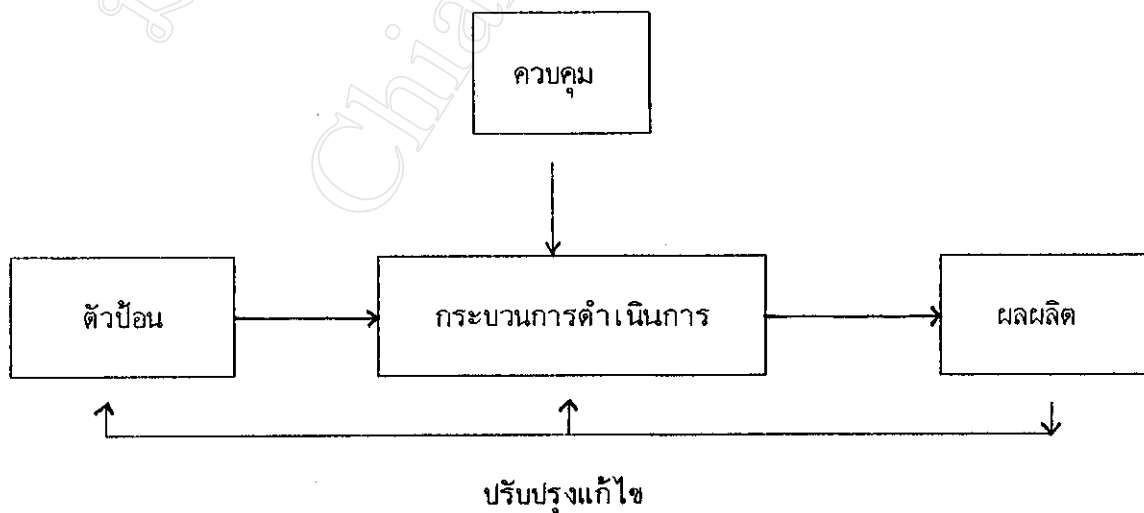 ควบคุม
ตัวป้อน
กระบวนการดำเนินการ
ผลผลิต
ปรับปรุงแก้ไข